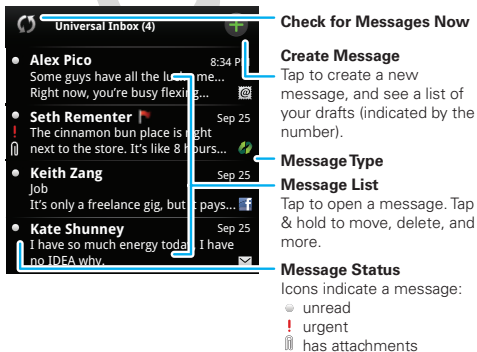 Universal Inbox (4)
Alex Pico 8:34 PM
Some guys have all the luck, me...
Right now, you're busy flexing...
Seth Rementer Sep 25
The cinnamon bun place is right
next to the store. It's like 8 hours...
Keith Zang Sep 25
Job
It's only a freelance gig, but it pays...
Kate Shunney Sep 25
I have so much energy today, I have
no IDEA why.
Check for Messages Now
Create Message
Tap to create a new
message, and see a list of
your drafts (indicated by the
number).
Message Type
Message List
Tap to open a message. Tap
& hold to move, delete, and
more.
Message Status
Icons indicate a message:
unread
! urgent
has attachments